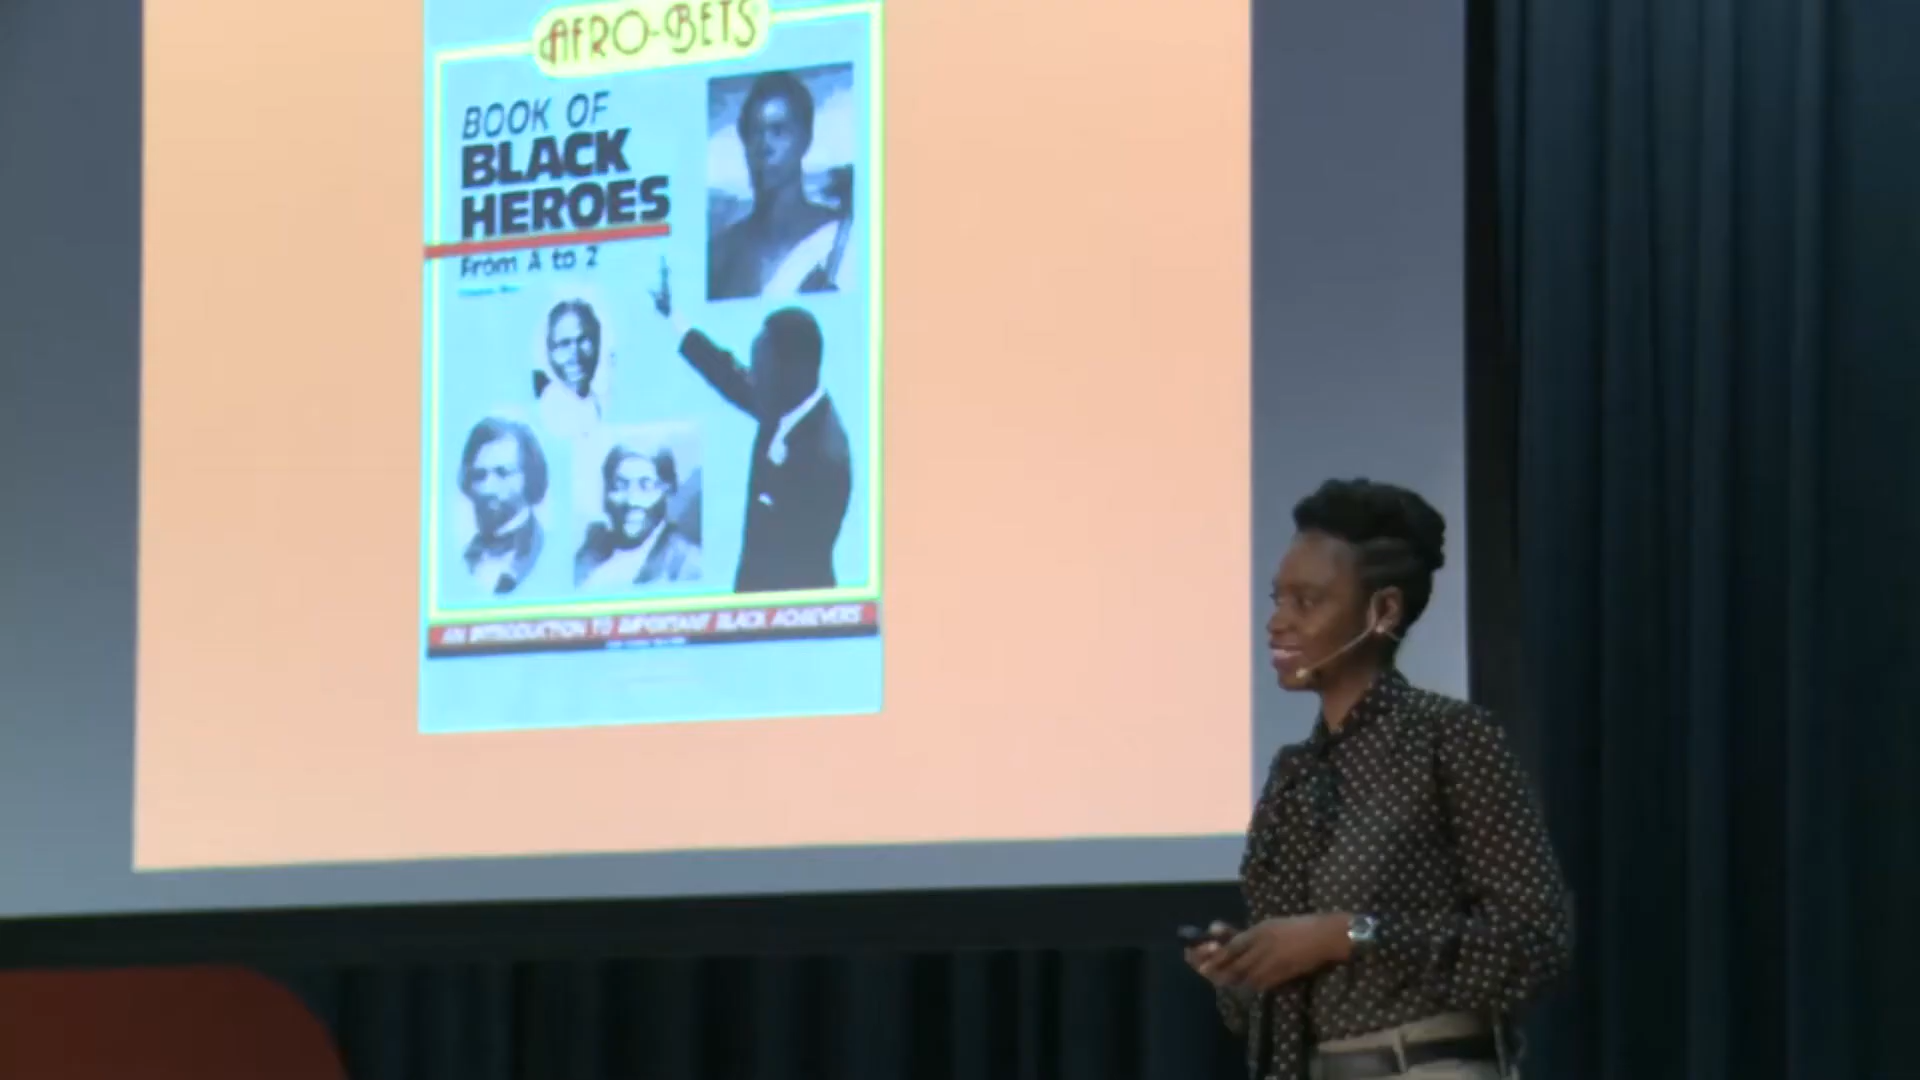 AFRO-BETS
BOOK OF
BLACK
HEROES
From A to Z
AN INTRODUCTION TO IMPORTANT BLACK ACHIEVERS